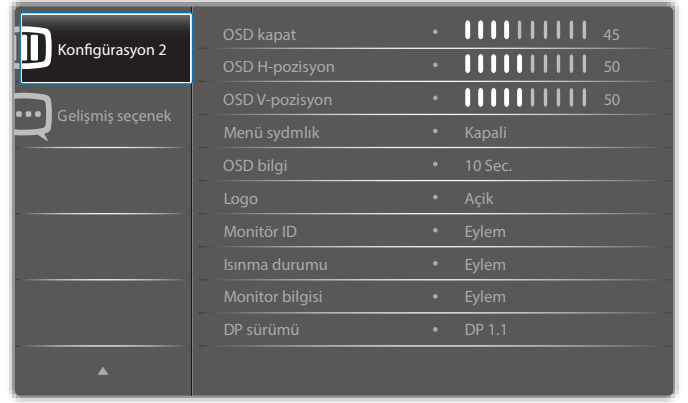 Konfigürasyon 2
Gelişmiş seçenek
OSD kapat • 45
OSD H-pozisyon • 50
OSD V-pozisyon • 50
Menü sydmlık • Kapali
OSD bilgi • 10 Sec.
Logo • Açik
Monitör ID • Eylem
Isınma durumu • Eylem
Monitor bilgisi • Eylem
DP sürümü • DP 1.1